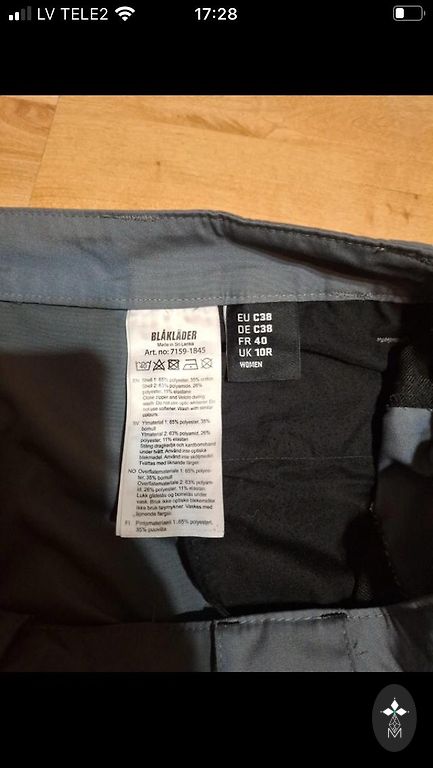 LV TELE2
17:28
BLÅKLÄDER
Made in Sri Lanka
Art. no: 7159-1845
EN Shell 1: 65% polyester, 35% cotton
Shell 2: 63% polyamide, 26%
polyester, 11% elastane
Close zipper and Velcro during
wash. Do not use optic whitener. Do
not use softener. Wash with similar
colours.
SV Ytmaterial 1: 65% polyester, 35%
bomull
Ytmaterial 2: 63% polyamid, 26%
polyester, 11% elastan
Stäng dragkedja och kardborrband
under tvätt. Använd inte optiska
blekmedel. Använd inte sköljmedel.
Tvättas med liknande färger.
NO Overflatemateriale 1: 65% polyes-
ter, 35% bomull
Overflatemateriale 2: 63% polyam-
id, 26% polyester, 11% elastan
Lukk glidelås og borrelås under
vask. Bruk ikke optiske blekemidler
Ikke bruk tøymykner. Vaskes med
lignende farger.
FI Pintamateriaali 1: 65% polyesteri,
35% puuvilla
EU C38
DE C38
FR 40
UK 10R
WOMEN
M